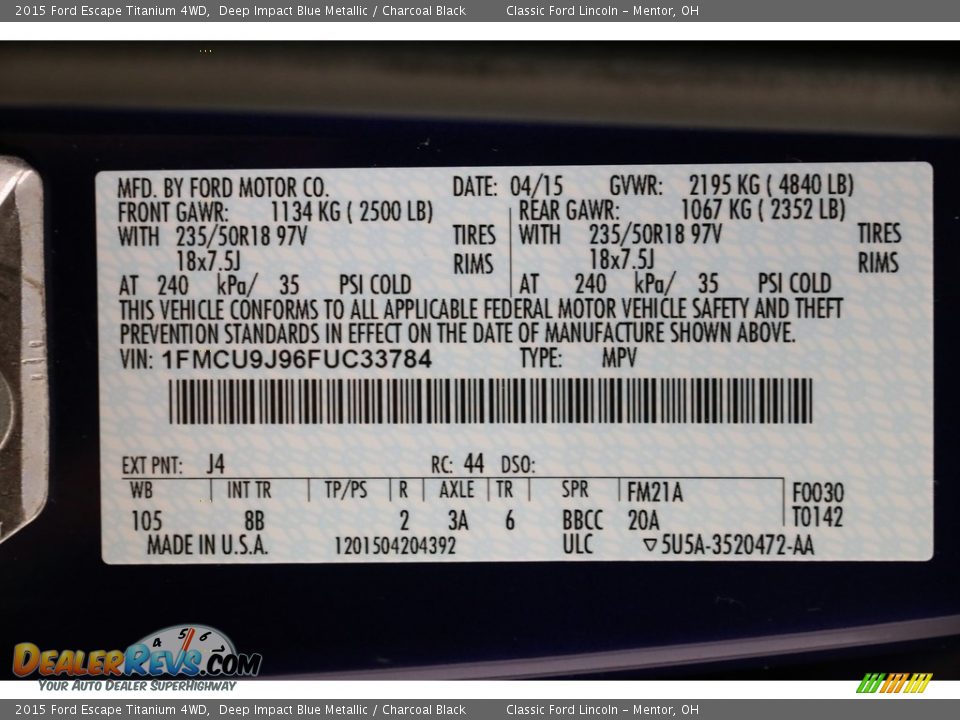 2015 Ford Escape Titanium 4WD, Deep Impact Blue Metallic / Charcoal Black Classic Ford Lincoln – Mentor, OH
MFD. BY FORD MOTOR CO. DATE: 04/15 GVWR: 2195 KG ( 4840 LB)
FRONT GAWR: 1134 KG ( 2500 LB) REAR GAWR: 1067 KG ( 2352 LB)
WITH 235/50R18 97V TIRES WITH 235/50R18 97V TIRES
18x7.5J RIMS 18x7.5J RIMS
AT 240 kPa/ 35 PSI COLD AT 240 kPa/ 35 PSI COLD
THIS VEHICLE CONFORMS TO ALL APPLICABLE FEDERAL MOTOR VEHICLE SAFETY AND THEFT
PREVENTION STANDARDS IN EFFECT ON THE DATE OF MANUFACTURE SHOWN ABOVE.
VIN: 1FMCU9J96FUC33784 TYPE: MPV
EXT PNT: J4 RC: 44 DSO:
WB INT TR TP/PS R AXLE TR SPR FM21A F0030
105 8B 2 3A 6 BBCC 20A T0142
MADE IN U.S.A. 1201504204392 ULC ▽5U5A-3520472-AA
4 5 6
DealerRevs.com
Your Auto Dealer SuperHighway
2015 Ford Escape Titanium 4WD, Deep Impact Blue Metallic / Charcoal Black Classic Ford Lincoln – Mentor, OH